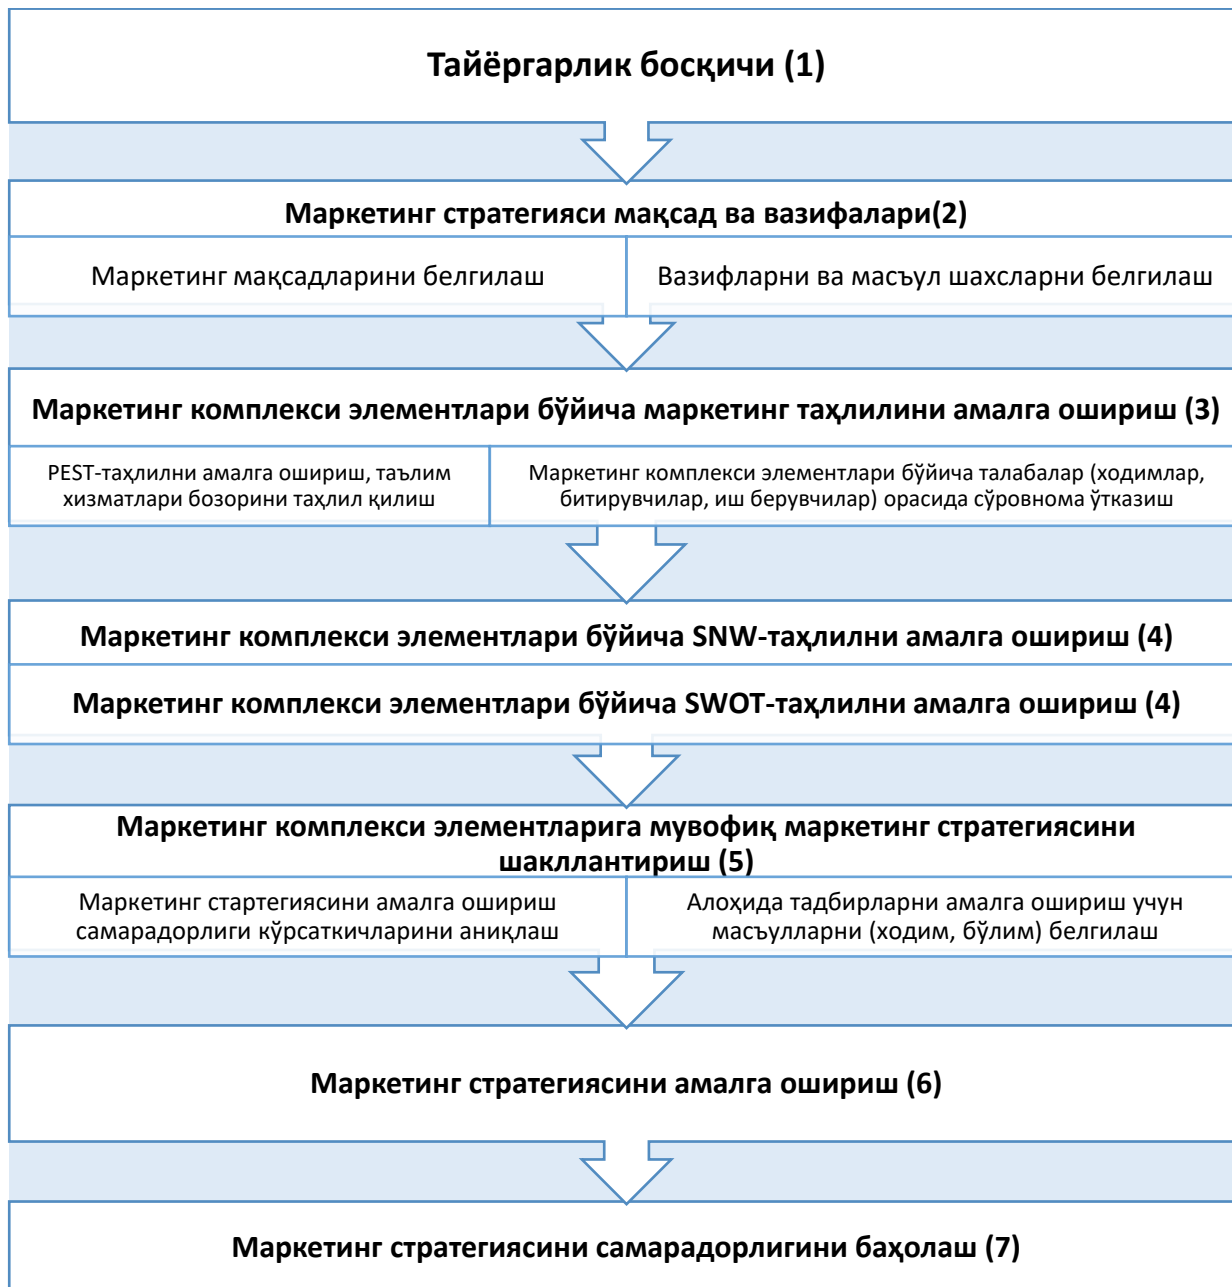 Тайёргарлик босқичи (1)
Маркетинг стратегияси мақсад ва вазифалари(2)
Маркетинг мақсадларини белгилаш
Вазифларни ва масъул шахсларни белгилаш
Маркетинг комплекси элементлари бўйича маркетинг таҳлилини амалга ошириш (3)
PEST-таҳлилни амалга ошириш, таълим
хизматлари бозорини таҳлил қилиш
Маркетинг комплекси элементлари бўйича талабалар (ходимлар,
битирувчилар, иш берувчилар) орасида сўровнома ўтказиш
Маркетинг комплекси элементлари бўйича SNW-таҳлилни амалга ошириш (4)
Маркетинг комплекси элементлари бўйича SWOT-таҳлилни амалга ошириш (4)
Маркетинг комплекси элементларига мувофиқ маркетинг стратегиясини
шакллантириш (5)
Маркетинг стартегиясини амалга ошириш
самарадорлиги кўрсаткичларини аниқлаш
Алоҳида тадбирларни амалга ошириш учун
масъулларни (ходим, бўлим) белгилаш
Маркетинг стратегиясини амалга ошириш (6)
Маркетинг стратегиясини самарадорлигини баҳолаш (7)